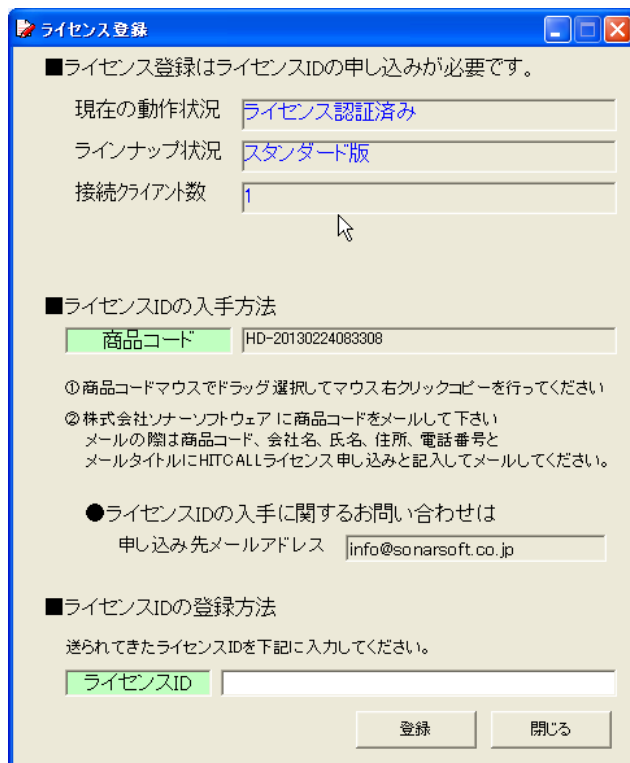 ライセンス登録
■ライセンス登録はライセンスIDの申し込みが必要です。
現在の動作状況 ライセンス認証済み
ラインナップ状況 スタンダード版
接続クライアント数 1
■ライセンスIDの入手方法
商品コード HD-20130224083308
①商品コードマウスでドラッグ選択してマウス右クリックコピーを行ってください
②株式会社ソナーソフトウェアに商品コードをメールして下さい
メールの際は商品コード、会社名、氏名、住所、電話番号と
メールタイトルにHITCALLライセンス申し込みと記入してメールしてください。
●ライセンスIDの入手に関するお問い合わせは
申し込み先メールアドレス info@sonarsoft.co.jp
■ライセンスIDの登録方法
送られてきたライセンスIDを下記に入力してください。
ライセンスID
登録 閉じる